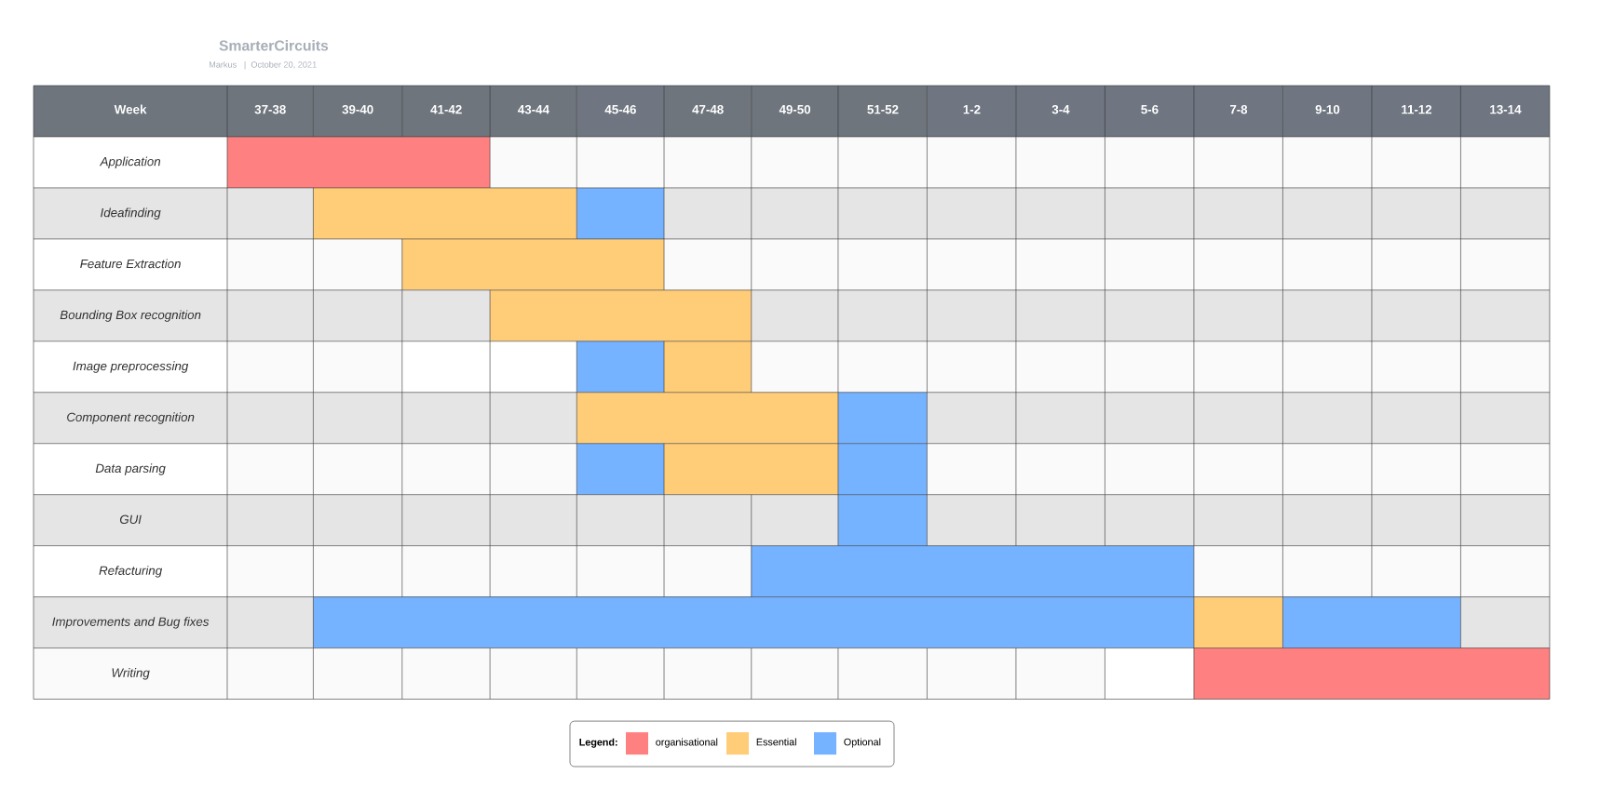 SmarterCircuits
Markus | October 20, 2021
Week 37-38 39-40 41-42 43-44 45-46 47-48 49-50 51-52 1-2 3-4 5-6 7-8 9-10 11-12 13-14
Application
Ideafinding
Feature Extraction
Bounding Box recognition
Image preprocessing
Component recognition
Data parsing
GUI
Refacturing
Improvements and Bug fixes
Writing
Legend: organisational Essential Optional